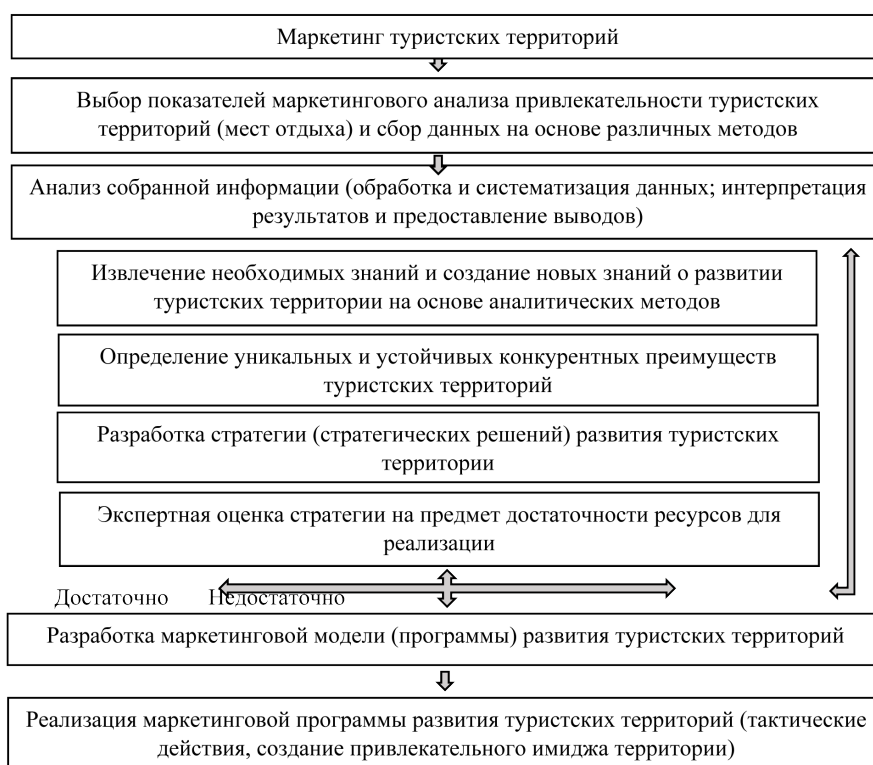 Маркетинг туристских территорий
Выбор показателей маркетингового анализа привлекательности туристских
территорий (мест отдыха) и сбор данных на основе различных методов
Анализ собранной информации (обработка и систематизация данных; интерпретация
результатов и предоставление выводов)
Извлечение необходимых знаний и создание новых знаний о развитии
туристских территории на основе аналитических методов
Определение уникальных и устойчивых конкурентных преимуществ
туристских территорий
Разработка стратегии (стратегических решений) развития туристских
территории
Экспертная оценка стратегии на предмет достаточности ресурсов для
реализации
Достаточно Недостаточно
Разработка маркетинговой модели (программы) развития туристских территорий
Реализация маркетинговой программы развития туристских территорий (тактические
действия, создание привлекательного имиджа территории)